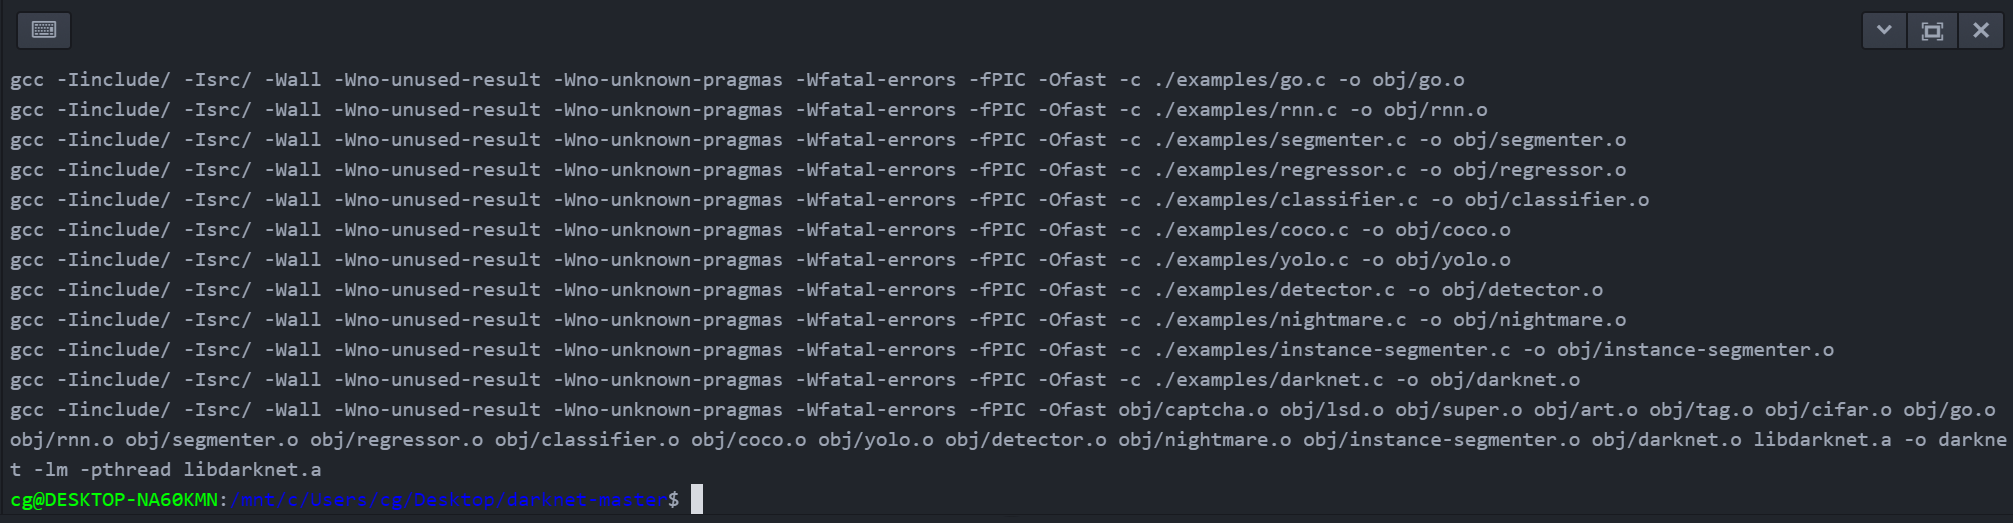 gcc -Iinclude/ -Isrc/ -Wall -Wno-unused-result -Wno-unknown-pragmas -Wfatal-errors -fPIC -Ofast -c ./examples/go.c -o obj/go.o
gcc -Iinclude/ -Isrc/ -Wall -Wno-unused-result -Wno-unknown-pragmas -Wfatal-errors -fPIC -Ofast -c ./examples/rnn.c -o obj/rnn.o
gcc -Iinclude/ -Isrc/ -Wall -Wno-unused-result -Wno-unknown-pragmas -Wfatal-errors -fPIC -Ofast -c ./examples/segmenter.c -o obj/segmenter.o
gcc -Iinclude/ -Isrc/ -Wall -Wno-unused-result -Wno-unknown-pragmas -Wfatal-errors -fPIC -Ofast -c ./examples/regressor.c -o obj/regressor.o
gcc -Iinclude/ -Isrc/ -Wall -Wno-unused-result -Wno-unknown-pragmas -Wfatal-errors -fPIC -Ofast -c ./examples/classifier.c -o obj/classifier.o
gcc -Iinclude/ -Isrc/ -Wall -Wno-unused-result -Wno-unknown-pragmas -Wfatal-errors -fPIC -Ofast -c ./examples/coco.c -o obj/coco.o
gcc -Iinclude/ -Isrc/ -Wall -Wno-unused-result -Wno-unknown-pragmas -Wfatal-errors -fPIC -Ofast -c ./examples/yolo.c -o obj/yolo.o
gcc -Iinclude/ -Isrc/ -Wall -Wno-unused-result -Wno-unknown-pragmas -Wfatal-errors -fPIC -Ofast -c ./examples/detector.c -o obj/detector.o
gcc -Iinclude/ -Isrc/ -Wall -Wno-unused-result -Wno-unknown-pragmas -Wfatal-errors -fPIC -Ofast -c ./examples/nightmare.c -o obj/nightmare.o
gcc -Iinclude/ -Isrc/ -Wall -Wno-unused-result -Wno-unknown-pragmas -Wfatal-errors -fPIC -Ofast -c ./examples/instance-segmenter.c -o obj/instance-segmenter.o
gcc -Iinclude/ -Isrc/ -Wall -Wno-unused-result -Wno-unknown-pragmas -Wfatal-errors -fPIC -Ofast -c ./examples/darknet.c -o obj/darknet.o
gcc -Iinclude/ -Isrc/ -Wall -Wno-unused-result -Wno-unknown-pragmas -Wfatal-errors -fPIC -Ofast obj/captcha.o obj/lsd.o obj/super.o obj/art.o obj/tag.o obj/cifar.o obj/go.o
obj/rnn.o obj/segmenter.o obj/regressor.o obj/classifier.o obj/coco.o obj/yolo.o obj/detector.o obj/nightmare.o obj/instance-segmenter.o obj/darknet.o libdarknet.a -o darkne
t -lm -pthread libdarknet.a
cg@DESKTOP-NA60KMN:/mnt/c/Users/cg/Desktop/darknet-master$